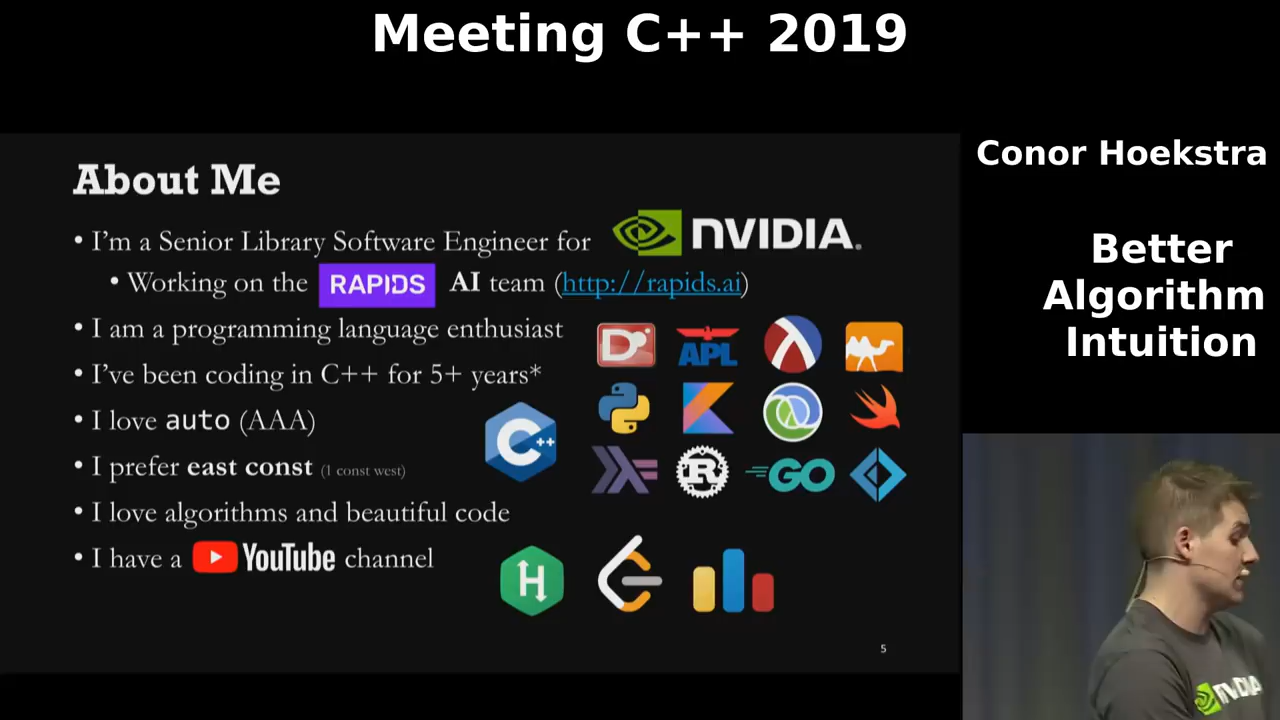 Meeting C++ 2019
Conor Hoekstra
Better
Algorithm
Intuition
About Me
• I'm a Senior Library Software Engineer for NVIDIA.
• Working on the RAPIDS AI team (http://rapids.ai)
• I am a programming language enthusiast
D APL
• I've been coding in C++ for 5+ years*
• I love auto (AAA)
C++
• I prefer east const (1 const west)
R GO
• I love algorithms and beautiful code
• I have a YouTube channel
H
5
NVIDIA